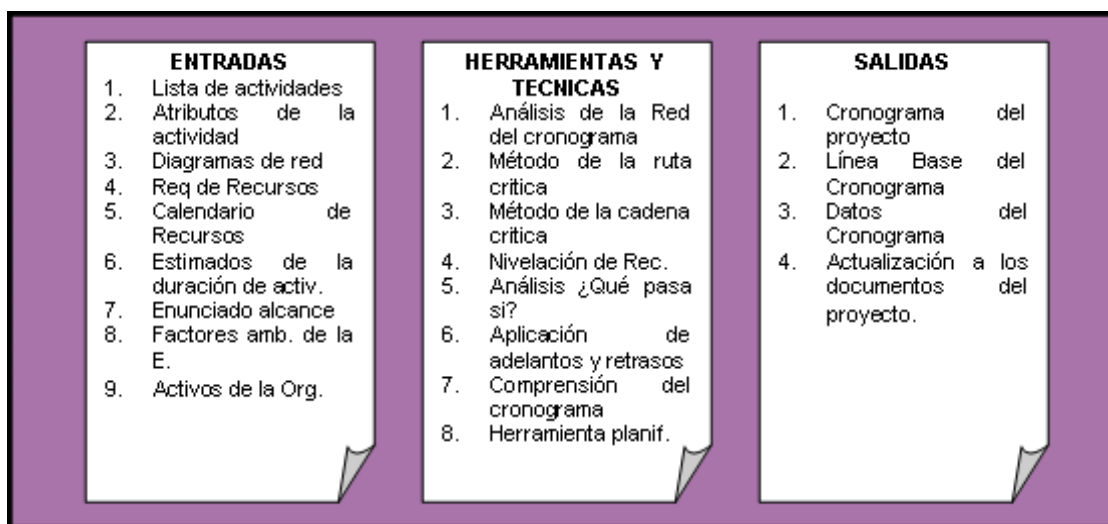 ENTRADAS
1. Lista de actividades
2. Atributos de la
actividad
3. Diagramas de red
4. Req de Recursos
5. Calendario de
Recursos
6. Estimados de la
duración de activ.
7. Enunciado alcance
8. Factores amb. de la
E.
9. Activos de la Org.
HERRAMIENTAS Y
TECNICAS
1. Análisis de la Red
del cronograma
2. Método de la ruta
critica
3. Método de la cadena
critica
4. Nivelación de Rec.
5. Análisis ¿Qué pasa
si?
6. Aplicación de
adelantos y retrasos
7. Comprensión del
cronograma
8. Herramienta planif.
SALIDAS
1. Cronograma del
proyecto
2. Línea Base del
Cronograma
3. Datos del
Cronograma
4. Actualización a los
documentos del
proyecto.